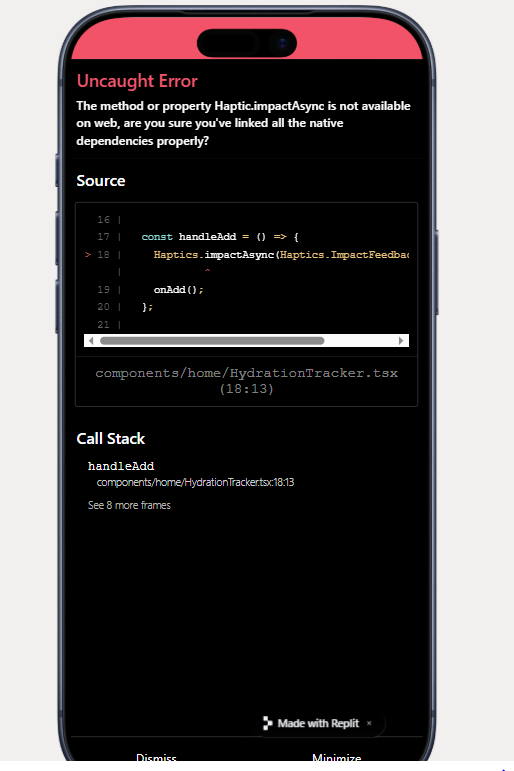 Uncaught Error
The method or property Haptic.impactAsync is not available
on web, are you sure you've linked all the native
dependencies properly?
Source
16 |
17 |   const handleAdd = () => {
> 18 |     Haptics.impactAsync(Haptics.ImpactFeedbac
|             ^
19 |     onAdd();
20 |   };
21 |
components/home/HydrationTracker.tsx
(18:13)
Call Stack
handleAdd
components/home/HydrationTracker.tsx:18:13
See 8 more frames
Made with Replit ×
Dismiss Minimize